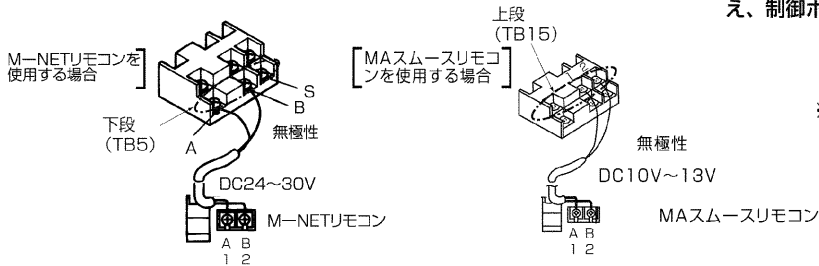 え、制御ボ
M－NETリモコンを
使用する場合
S
B
A
下段
(TB5)
無極性
DC24〜30V
M－NETリモコン
A B
1 2
上段
(TB15)
MAスムースリモコ
ンを使用する場合
無極性
DC10V〜13V
MAスムースリモコン
A B
1 2